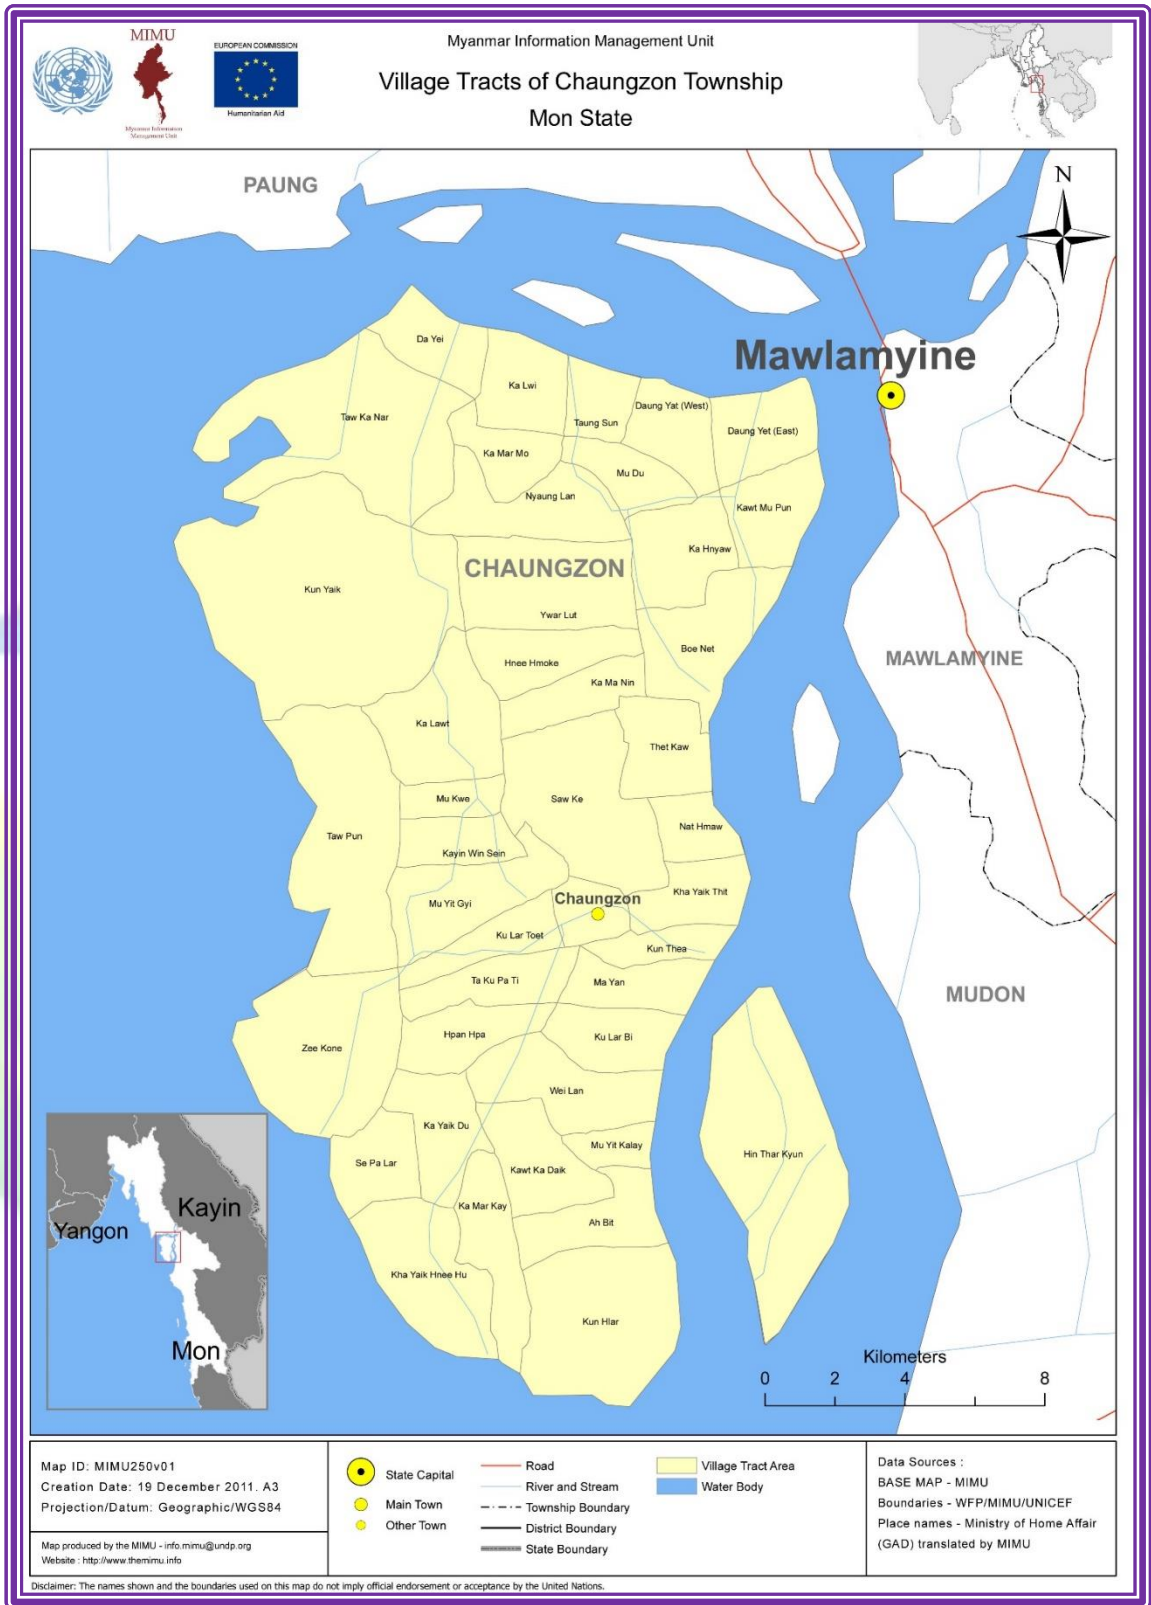 MIMU
Myanmar Information
Management Unit
EUROPEAN COMMISSION
Humanitarian Aid
Myanmar Information Management Unit
Village Tracts of Chaungzon Township
Mon State
PAUNG
N
Mawlamyine
Da Yei
Ka Lwi
Taw Ka Nar
Taung Sun
Daung Yat (West)
Daung Yet (East)
Ka Mar Mo
Mu Du
Nyaung Lan
Kawt Mu Pun
Ka Hnyaw
CHAUNGZON
Kun Yaik
Ywar Lut
Boe Net
MAWLAMYINE
Hnee Hmoke
Ka Ma Nin
Ka Lawt
Thet Kaw
Mu Kwe
Saw Ke
Taw Pun
Nat Hmaw
Kayin Win Sein
Kha Yaik Thit
Mu Yit Gyi
Chaungzon
Ku Lar Toet
Kun Thea
Ta Ku Pa Ti
Ma Yan
MUDON
Zee Kone
Hpan Hpa
Ku Lar Bi
Wei Lan
Ka Yaik Du
Mu Yit Kalay
Se Pa Lar
Kawt Ka Daik
Hin Thar Kyun
Ka Mar Kay
Ah Bit
Kha Yaik Hnee Hu
Kun Hlar
Kayin
Yangon
Mon
Kilometers
0 2 4 8
Map ID: MIMU250v01
Creation Date: 19 December 2011. A3
Projection/Datum: Geographic/WGS84
Map produced by the MIMU - info.mimu@undp.org
Website : http://www.themimu.info
State Capital
Main Town
Other Town
Road
River and Stream
Township Boundary
District Boundary
State Boundary
Village Tract Area
Water Body
Data Sources :
BASE MAP - MIMU
Boundaries - WFP/MIMU/UNICEF
Place names - Ministry of Home Affair
(GAD) translated by MIMU
Disclaimer: The names shown and the boundaries used on this map do not imply official endorsement or acceptance by the United Nations.